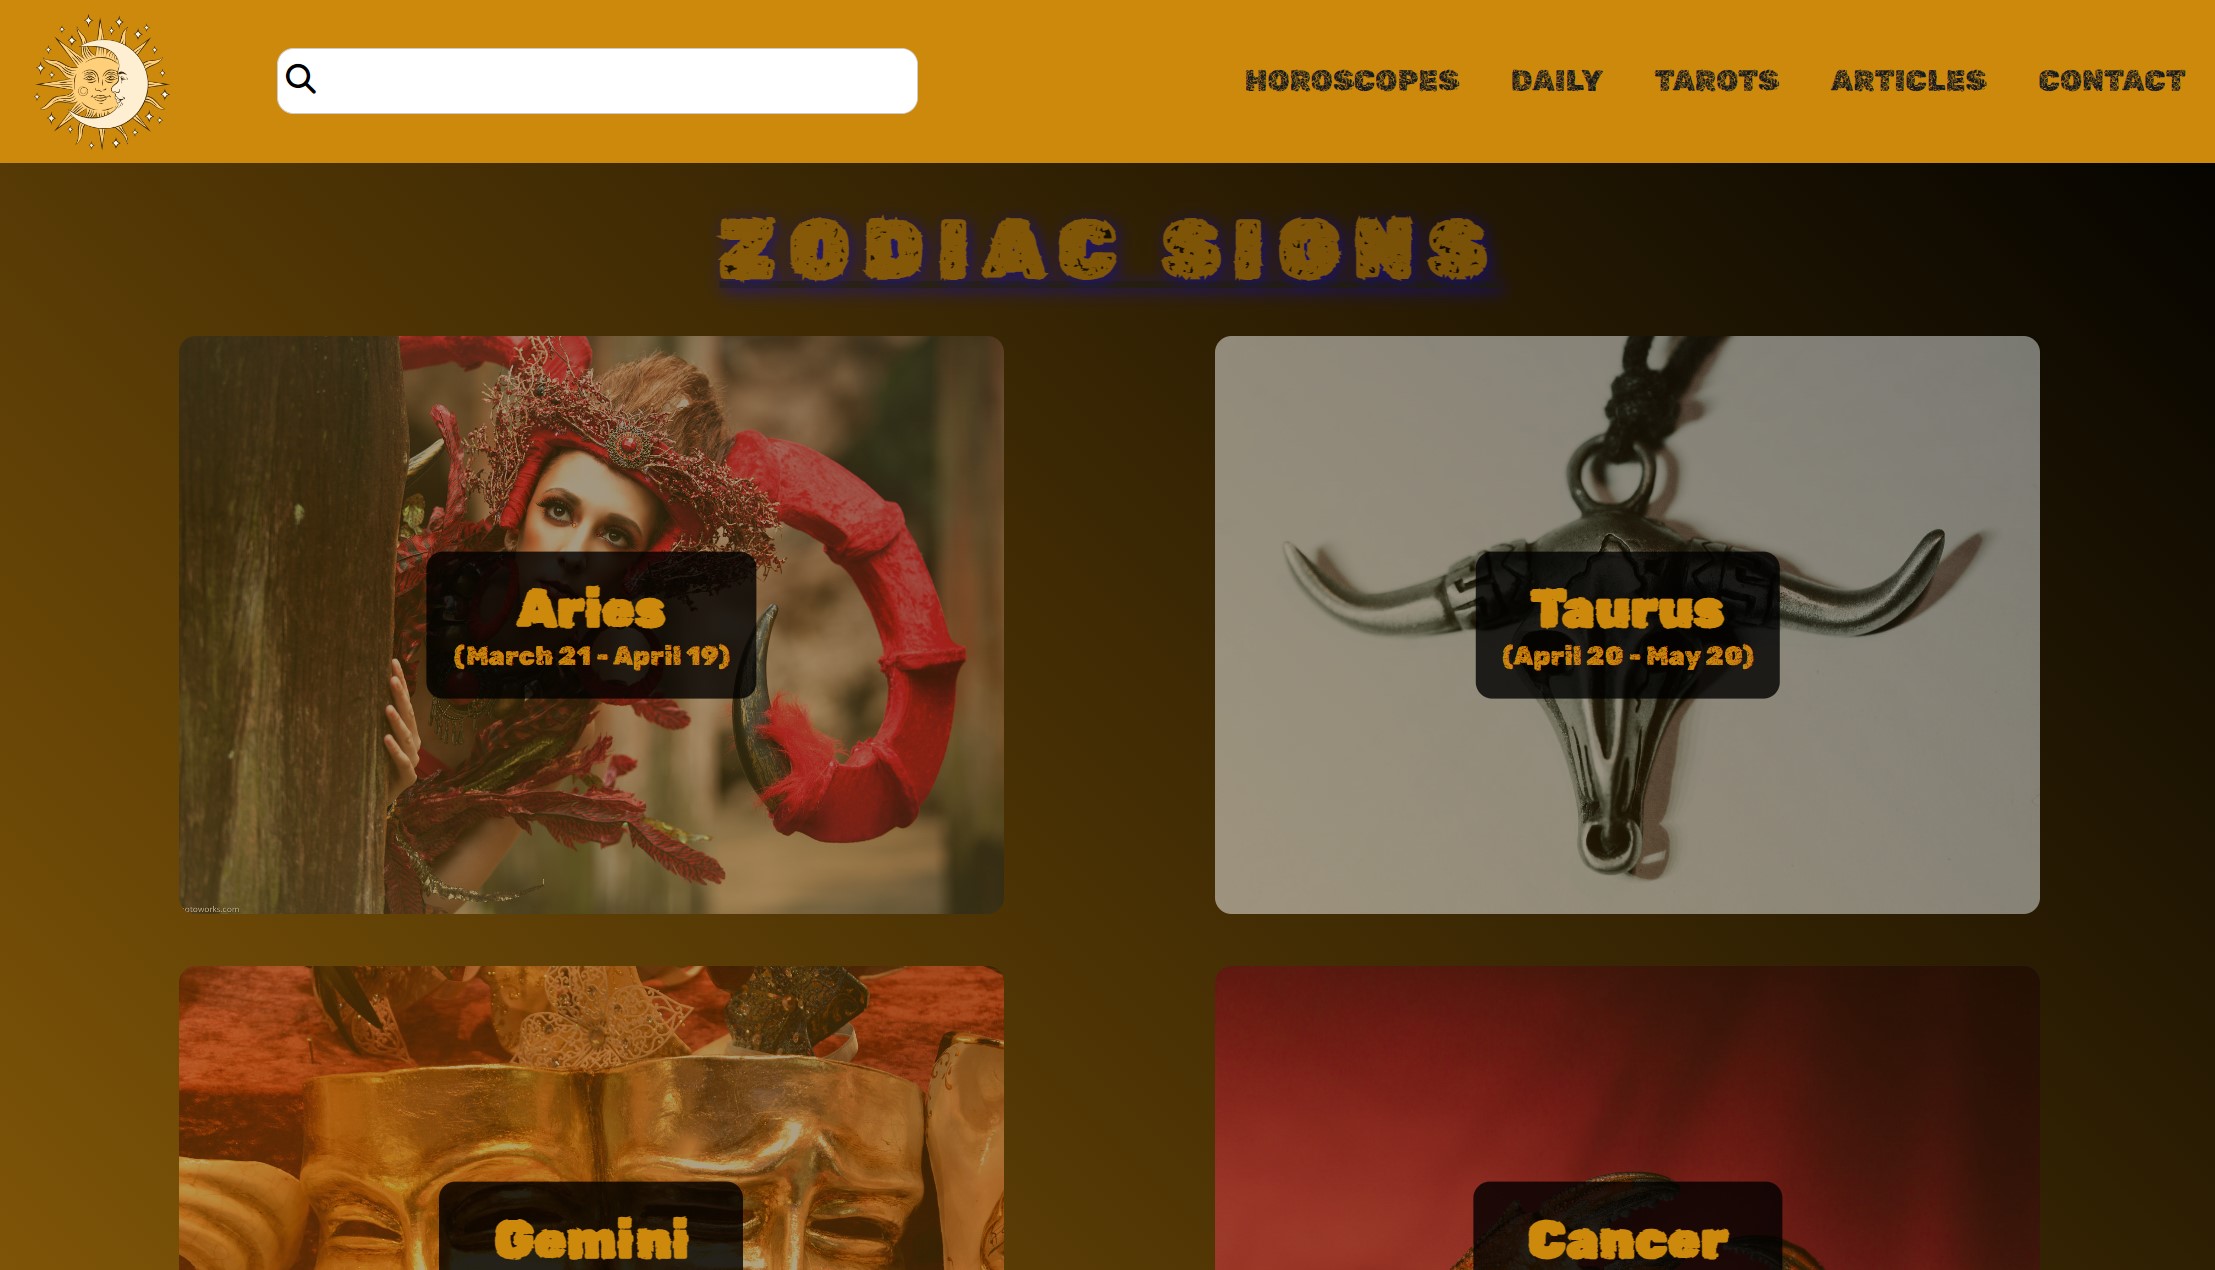 HOROSCOPES DAILY TAROTS ARTICLES CONTACT
ZODIAC SIGNS
Aries
(March 21 - April 19)
Taurus
(April 20 - May 20)
otoworks.com
Gemini
Cancer